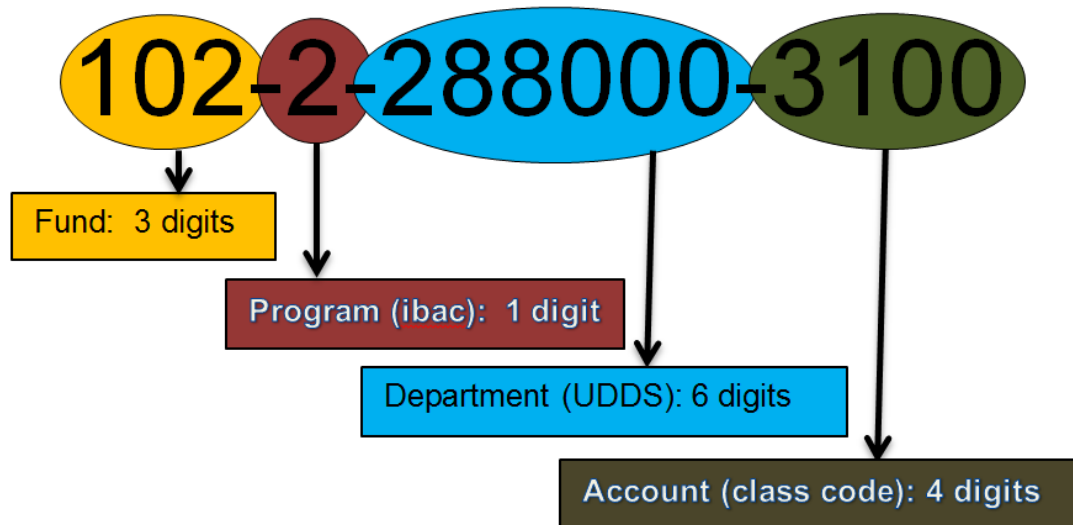 102-2-288000-3100
Fund: 3 digits
Program (ibac): 1 digit
Department (UDDS): 6 digits
Account (class code): 4 digits